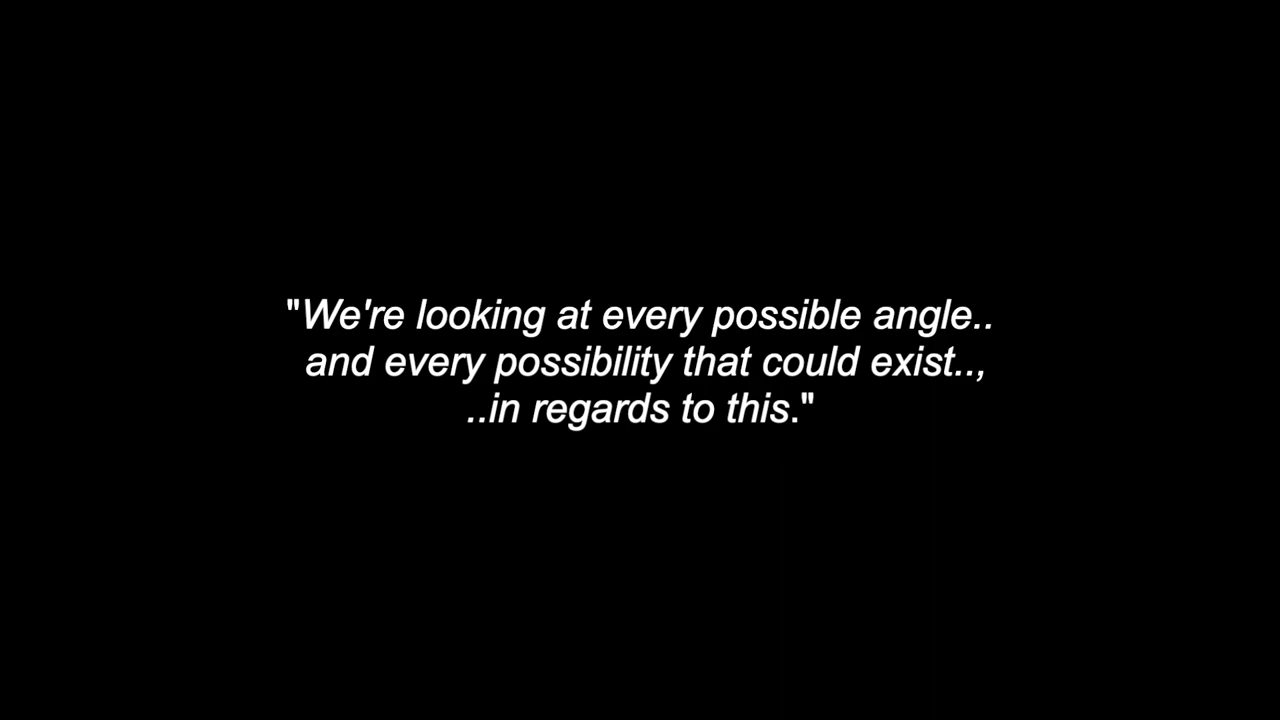 "We're looking at every possible angle..
and every possibility that could exist..,
..in regards to this."